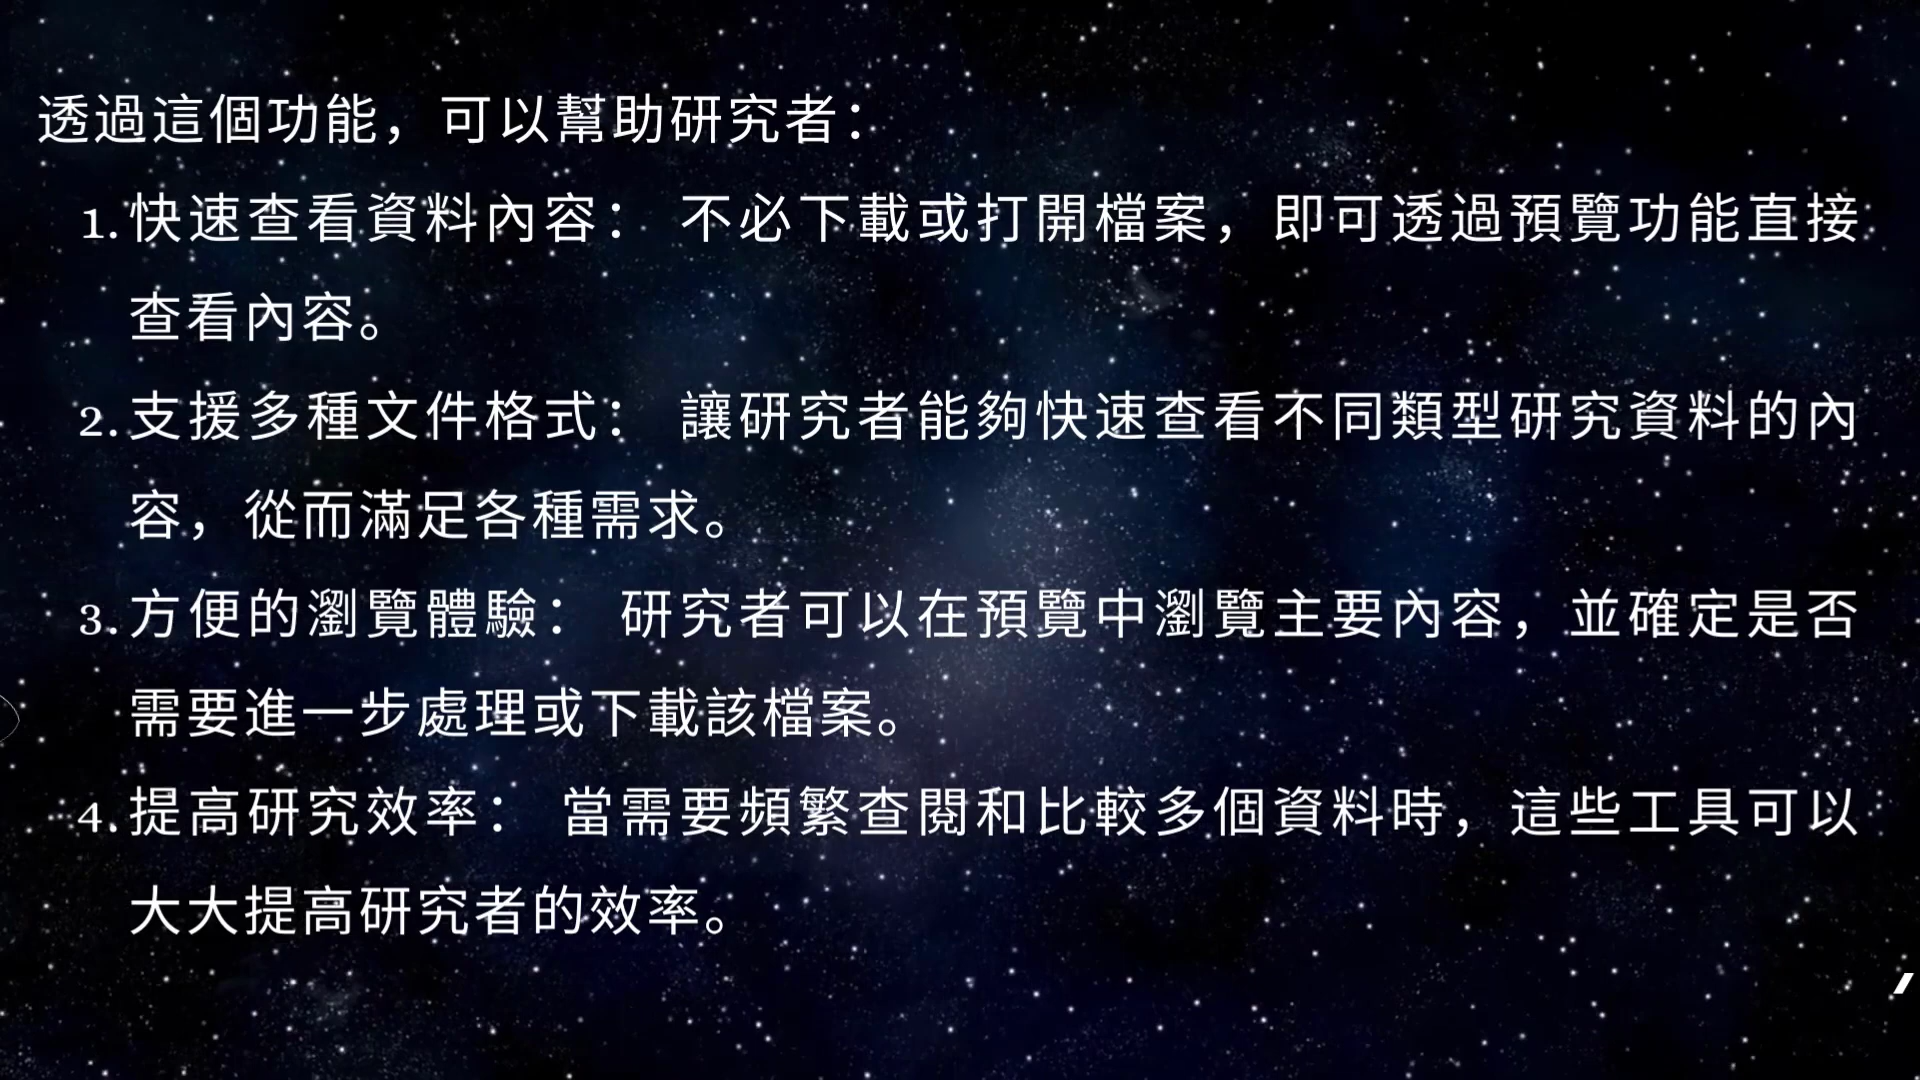 透過這個功能，可以幫助研究者：
1. 快速查看資料內容： 不必下載或打開檔案，即可透過預覽功能直接
查看內容。
2. 支援多種文件格式： 讓研究者能夠快速查看不同類型研究資料的內
容，從而滿足各種需求。
3. 方便的瀏覽體驗： 研究者可以在預覽中瀏覽主要內容，並確定是否
需要進一步處理或下載該檔案。
4. 提高研究效率： 當需要頻繁查閱和比較多個資料時，這些工具可以
大大提高研究者的效率。